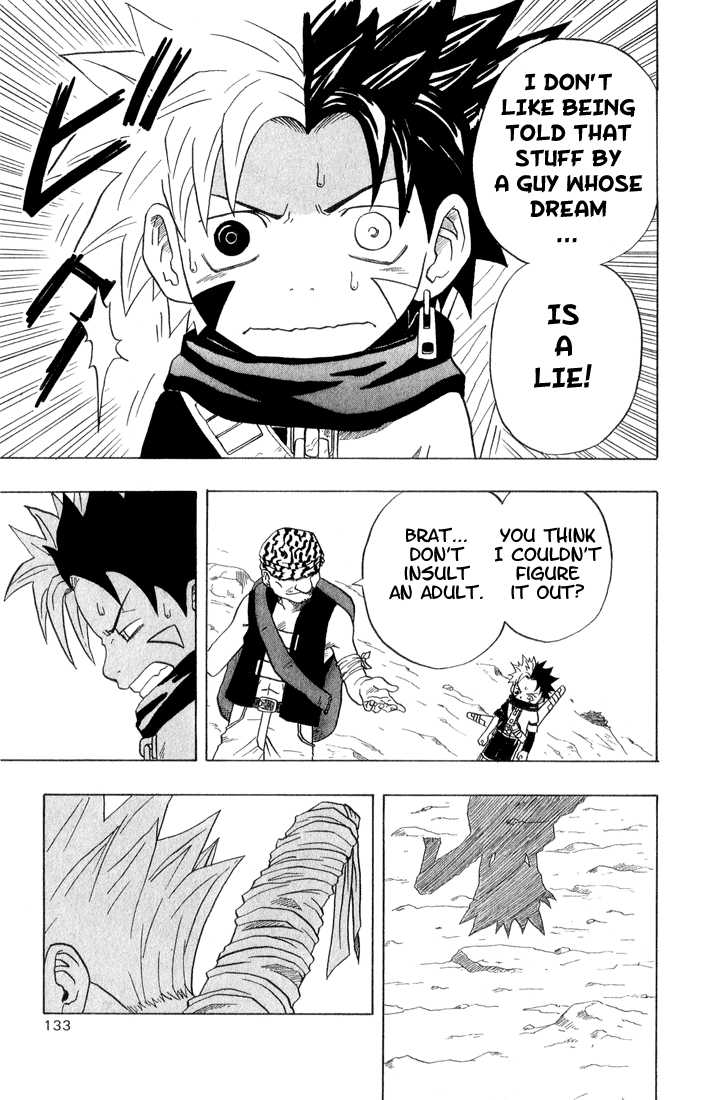 I DON'T
LIKE BEING
TOLD THAT
STUFF BY
A GUY WHOSE
DREAM
...
IS
A
LIE!
YOU THINK
I COULDN'T
FIGURE
IT OUT?
BRAT...
DON'T
INSULT
AN ADULT.
133